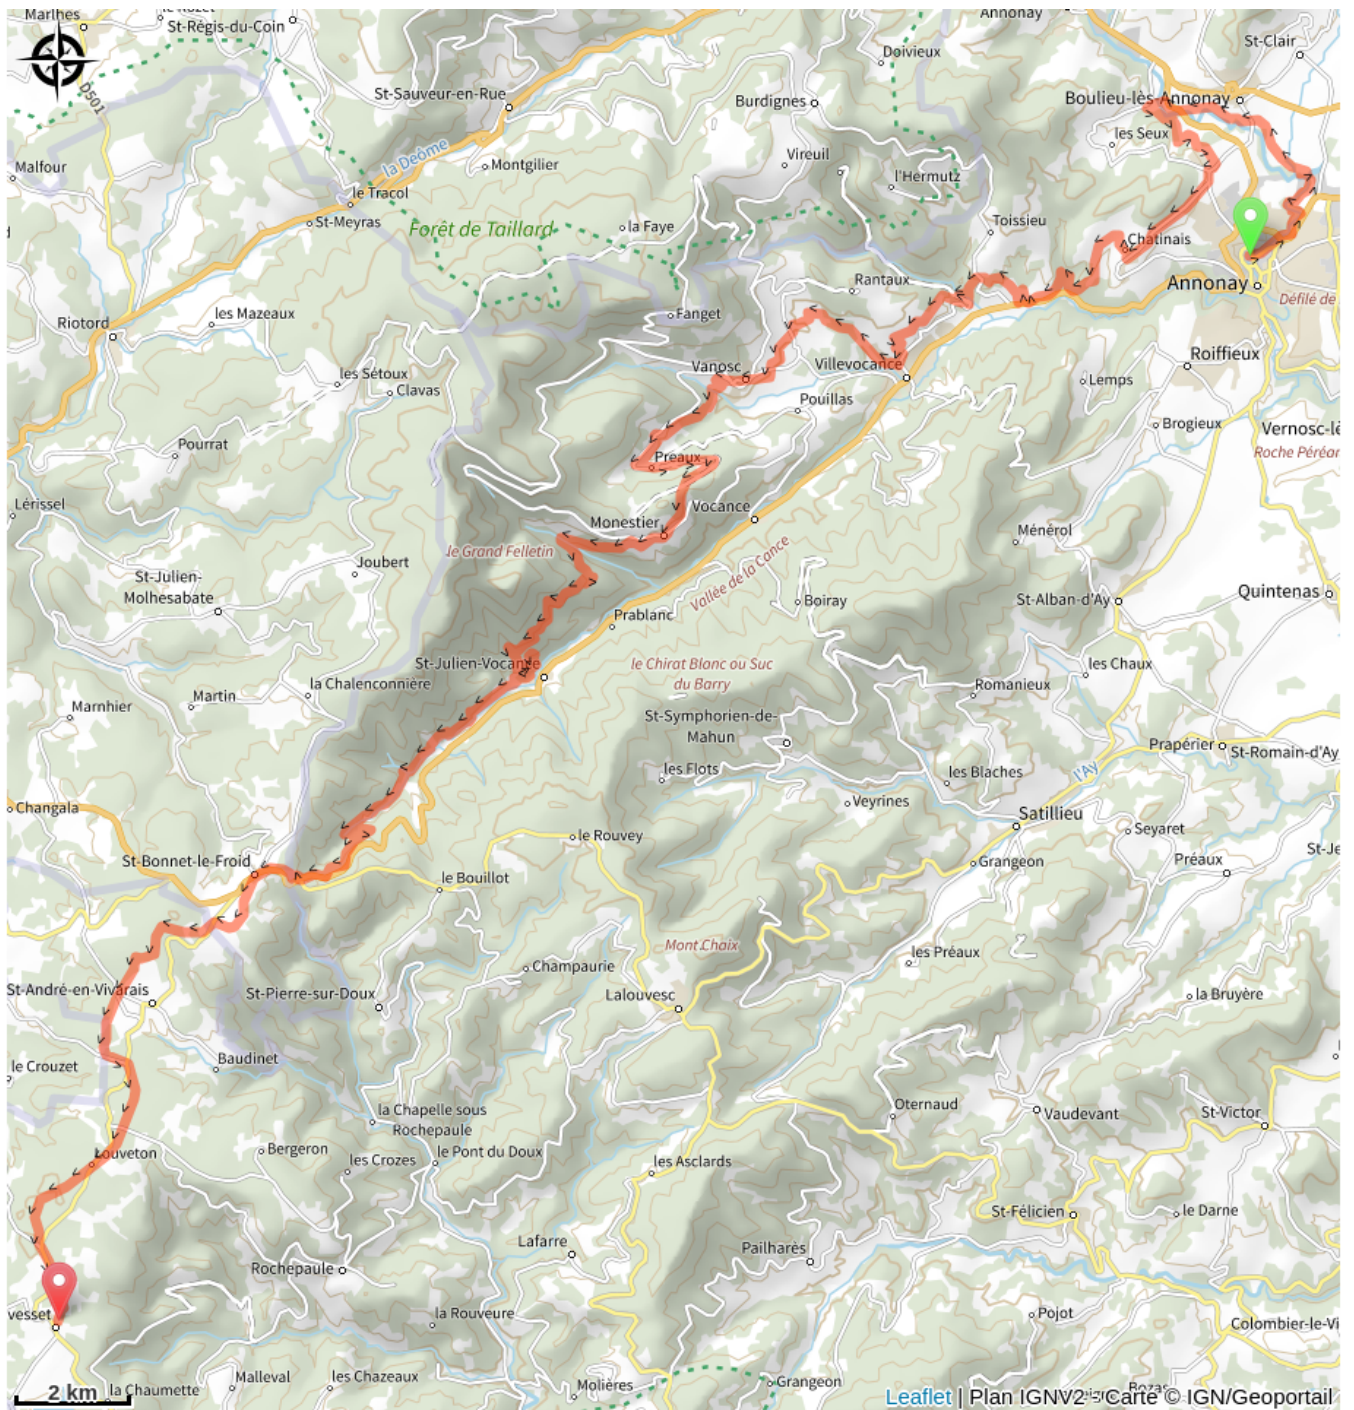 Marlhes
le Rozet
St-Régis-du-Coin
Annonay
St-Clair
D501
St-Sauveur-en-Rue
Doivieux
Burdignes
Boulieu-lès-Annonay
les Seux
la Deôme
Montgilier
Vireuil
l'Hermutz
Malfour
le Tracol
St-Meyras
Forêt de Taillard
la Faye
Toissieu
Chatinais
Rantaux
Annonay
Défilé de
les Mazeaux
Riotord
Fanget
les Sétoux
Clavas
Vanosc
Villevocance
Roiffieux
Lemps
Pouillas
Brogieux
Vernosc-lè
Roche Péréan
Pourrat
Préaux
Lérissel
Vocance
Monestier
le Grand Felletin
Ménérol
Joubert
St-Julien-
Molhesabate
Vallée de la Cance
Boiray
St-Alban-d'Ay
Quintenas
Prablanc
St-Julien-Vocance
le Chirat Blanc ou Suc
du Barry
les Chaux
la Chalenconnière
Martin
Marnhier
Romanieux
St-Symphorien-de-
Mahun
Prapérier
St-Romain-d'Ay
les Flots
les Blaches
l'Ay
Changala
Veyrines
Satillieu
Seyaret
le Rouvey
St-Bonnet-le-Froid
Grangeon
Préaux
St-Je
le Bouillot
Mont Chaix
les Préaux
Champaurie
St-André-en-Vivarais
St-Pierre-sur-Doux
Lalouvesc
la Bruyère
le Crouzet
Baudinet
la Chapelle sous
Rochepaule
Oternaud
Vaudevant
St-Victor
Louveton
Bergeron
les Crozes
le Pont du Doux
les Asclards
St-Félicien
le Darne
Lafarre
Pailharès
Rochepaule
vesset
la Rouveure
Pojot
Colombier-le-Vi
2 km
la Chaumette
Malleval
les Chazeaux
Molières
Grangeon
Bozas
Leaflet | Plan IGNV2 - Carte © IGN/Geoportail